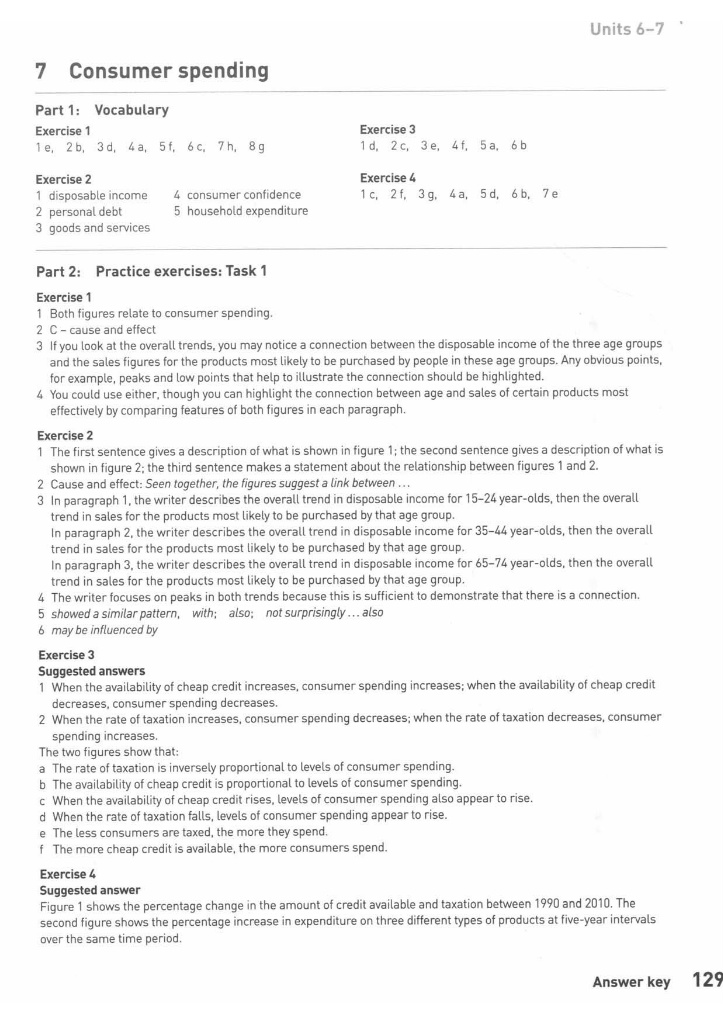 Units 6–7
7 Consumer spending
Part 1: Vocabulary
Exercise 1
1 e, 2 b, 3 d, 4 a, 5 f, 6 c, 7 h, 8 g
Exercise 2
1 disposable income
2 personal debt
3 goods and services
4 consumer confidence
5 household expenditure
Exercise 3
1 d, 2 c, 3 e, 4 f, 5 a, 6 b
Exercise 4
1 c, 2 f, 3 g, 4 a, 5 d, 6 b, 7 e
Part 2: Practice exercises: Task 1
Exercise 1
1 Both figures relate to consumer spending.
2 C – cause and effect
3 If you look at the overall trends, you may notice a connection between the disposable income of the three age groups
and the sales figures for the products most likely to be purchased by people in these age groups. Any obvious points,
for example, peaks and low points that help to illustrate the connection should be highlighted.
4 You could use either, though you can highlight the connection between age and sales of certain products most
effectively by comparing features of both figures in each paragraph.
Exercise 2
1 The first sentence gives a description of what is shown in figure 1; the second sentence gives a description of what is
shown in figure 2; the third sentence makes a statement about the relationship between figures 1 and 2.
2 Cause and effect: Seen together, the figures suggest a link between ...
3 In paragraph 1, the writer describes the overall trend in disposable income for 15–24 year-olds, then the overall
trend in sales for the products most likely to be purchased by that age group.
In paragraph 2, the writer describes the overall trend in disposable income for 35–44 year-olds, then the overall
trend in sales for the products most likely to be purchased by that age group.
In paragraph 3, the writer describes the overall trend in disposable income for 65–74 year-olds, then the overall
trend in sales for the products most likely to be purchased by that age group.
4 The writer focuses on peaks in both trends because this is sufficient to demonstrate that there is a connection.
5 showed a similar pattern, with; also; not surprisingly ... also
6 may be influenced by
Exercise 3
Suggested answers
1 When the availability of cheap credit increases, consumer spending increases; when the availability of cheap credit
decreases, consumer spending decreases.
2 When the rate of taxation increases, consumer spending decreases; when the rate of taxation decreases, consumer
spending increases.
The two figures show that:
a The rate of taxation is inversely proportional to levels of consumer spending.
b The availability of cheap credit is proportional to levels of consumer spending.
c When the availability of cheap credit rises, levels of consumer spending also appear to rise.
d When the rate of taxation falls, levels of consumer spending appear to rise.
e The less consumers are taxed, the more they spend.
f The more cheap credit is available, the more consumers spend.
Exercise 4
Suggested answer
Figure 1 shows the percentage change in the amount of credit available and taxation between 1990 and 2010. The
second figure shows the percentage increase in expenditure on three different types of products at five-year intervals
over the same time period.
Answer key 129